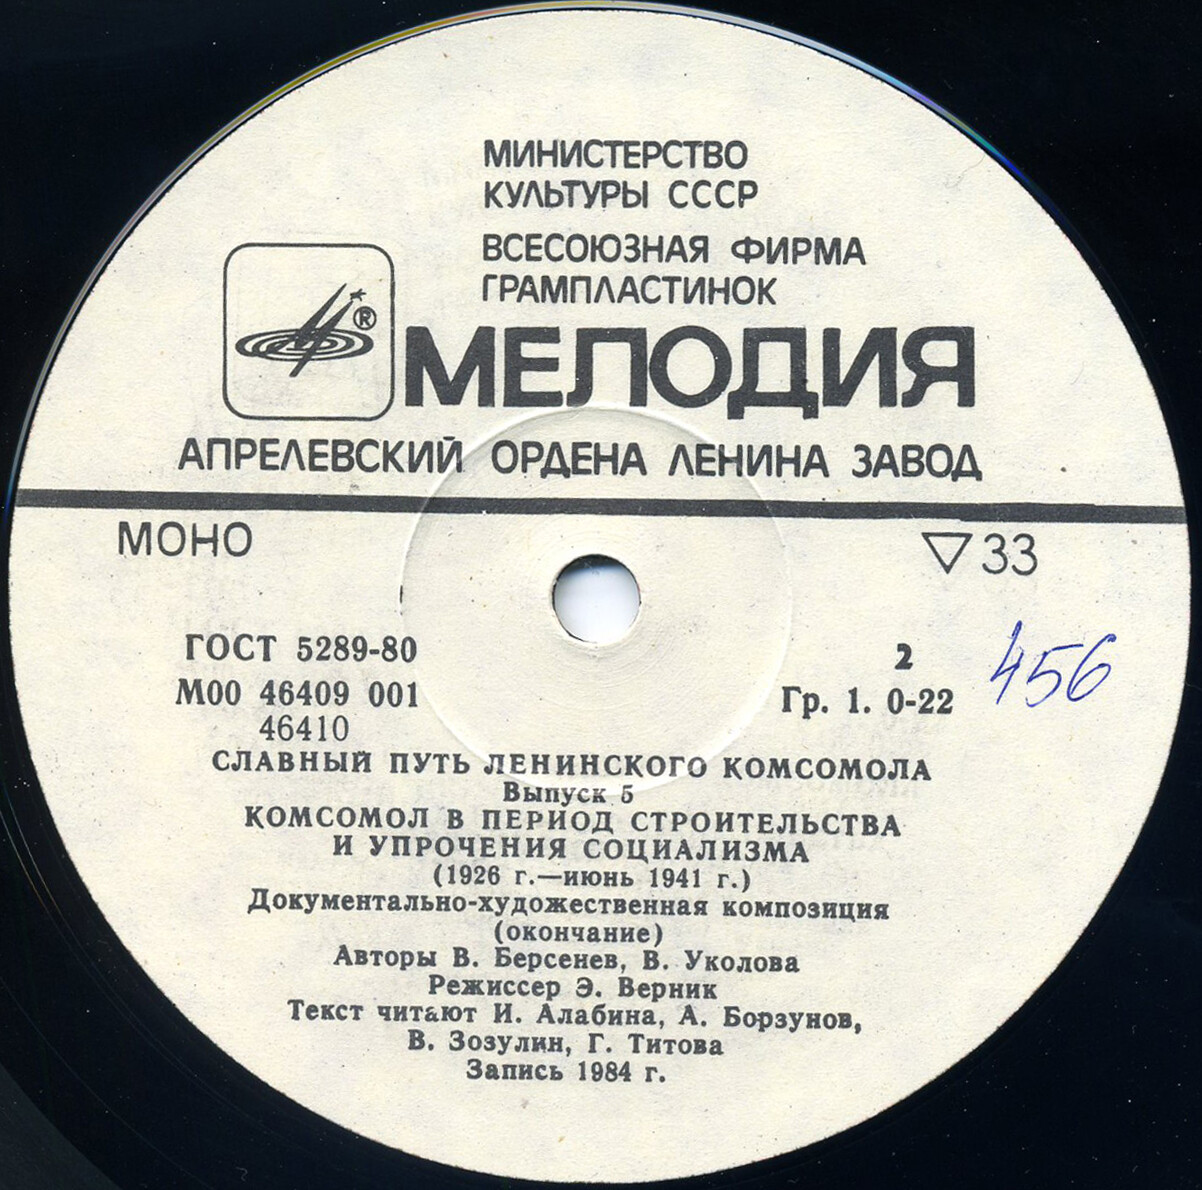 МИНИСТЕРСТВО
КУЛЬТУРЫ СССР
ВСЕСОЮЗНАЯ ФИРМА
ГРАМПЛАСТИНОК
®
МЕЛОДИЯ
АПРЕЛЕВСКИЙ ОРДЕНА ЛЕНИНА ЗАВОД
МОНО
▽ 33
ГОСТ 5289-80
М00 46409 001
46410
2
Гр. 1. 0-22
456
СЛАВНЫЙ ПУТЬ ЛЕНИНСКОГО КОМСОМОЛА
Выпуск 5
КОМСОМОЛ В ПЕРИОД СТРОИТЕЛЬСТВА
И УПРОЧЕНИЯ СОЦИАЛИЗМА
(1926 г.—июнь 1941 г.)
Документально-художественная композиция
(окончание)
Авторы В. Берсенев, В. Уколова
Режиссер Э. Верник
Текст читают И. Алабина, А. Борзунов,
В. Зозулин, Г. Титова
Запись 1984 г.